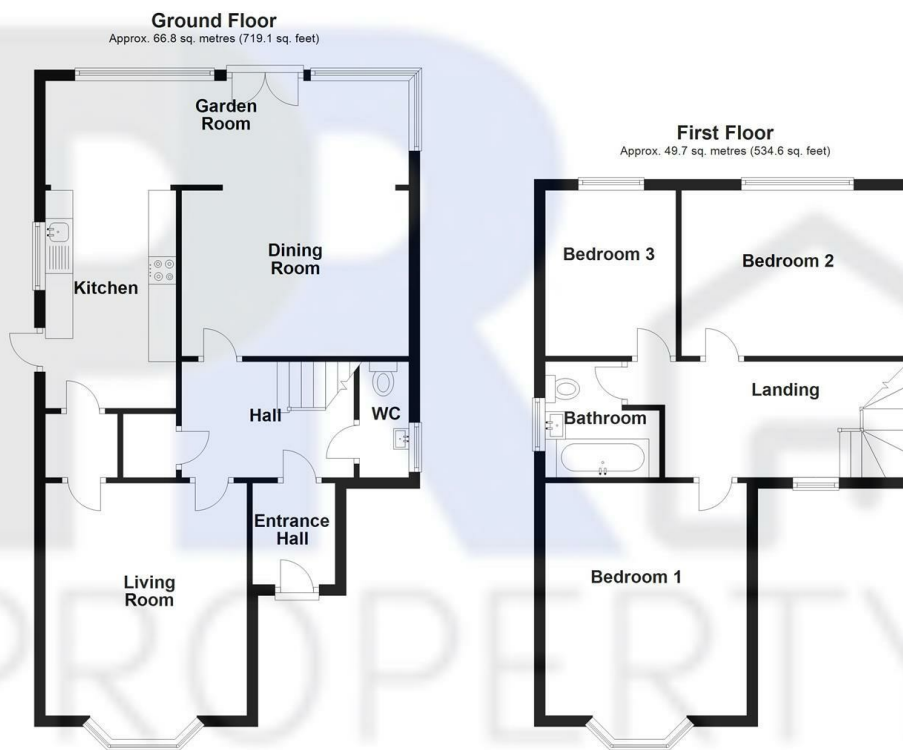 Ground Floor
Approx. 66.8 sq. metres (719.1 sq. feet)
Garden
Room
Dining
Room
Kitchen
Hall
WC
Entrance
Hall
Living
Room
First Floor
Approx. 49.7 sq. metres (534.6 sq. feet)
Bedroom 3
Bedroom 2
Landing
Bathroom
Bedroom 1
PR
PROPERTY